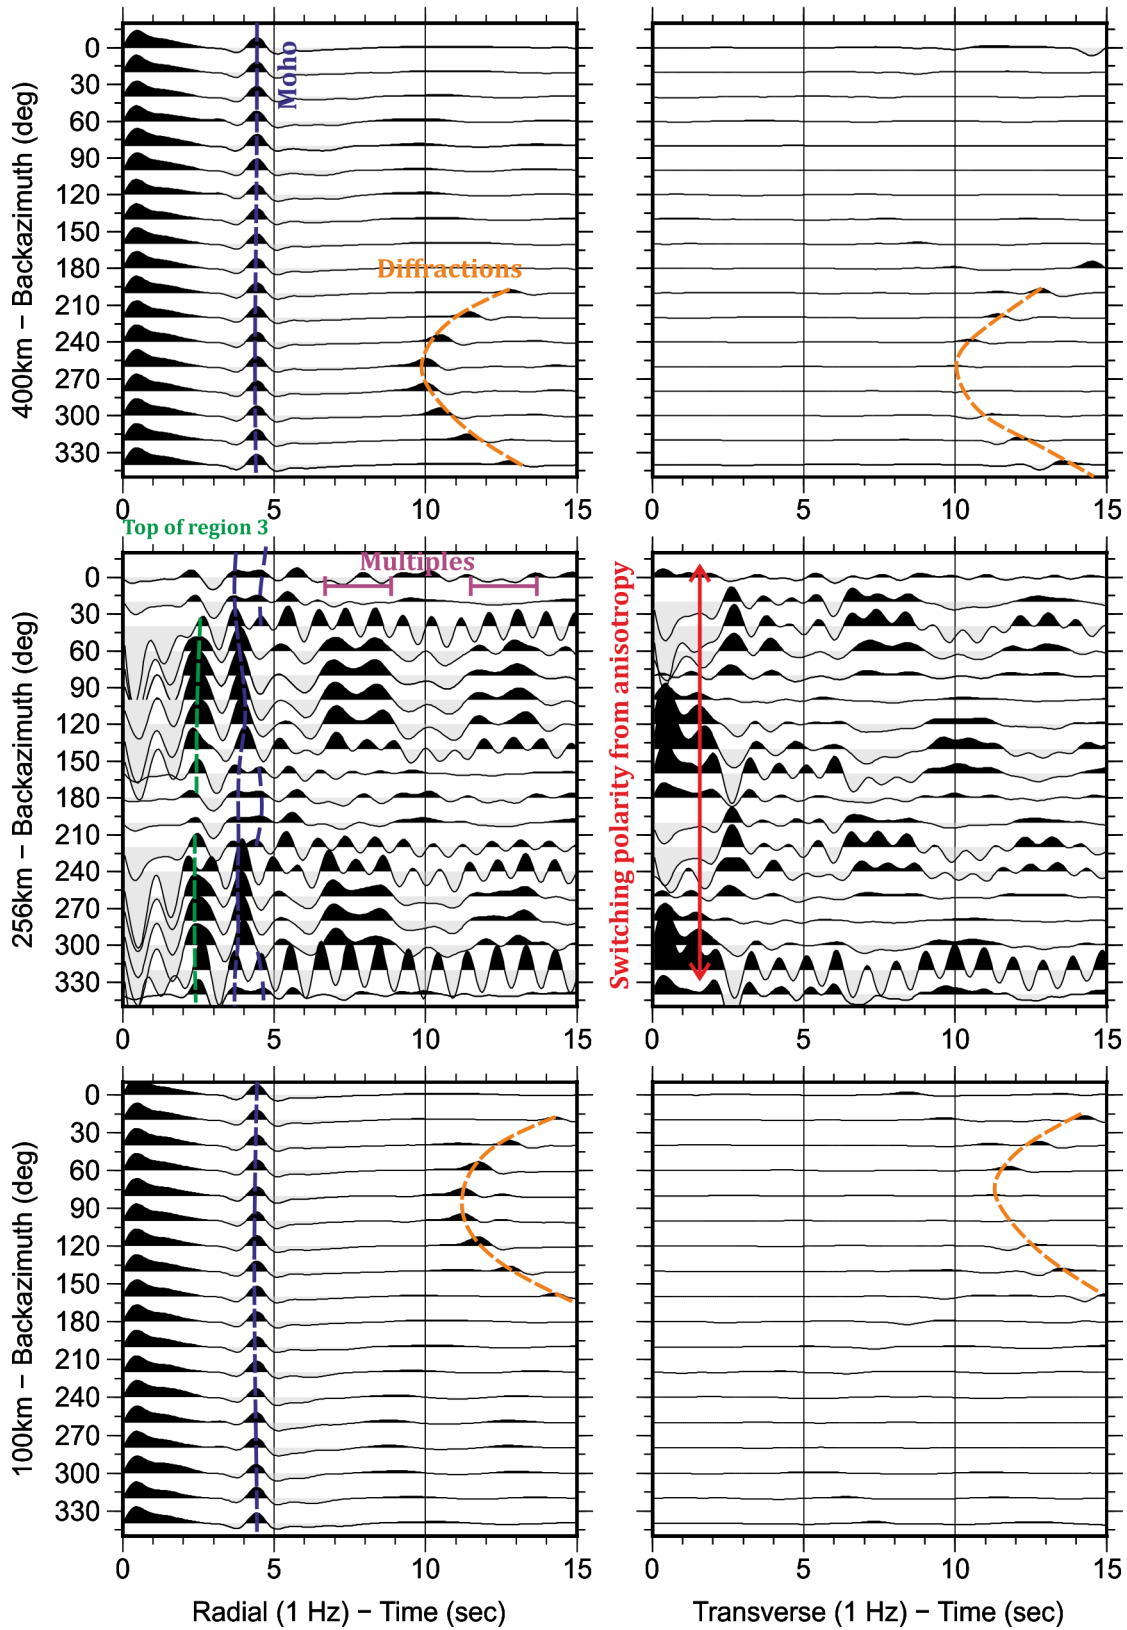 400km − Backazimuth (deg)
0
30
60
90
120
150
180
210
240
270
300
330
Moho
Diffractions
0 5 10 15
0 5 10 15
Top of region 3
256km − Backazimuth (deg)
0
30
60
90
120
150
180
210
240
270
300
330
Multiples
Switching polarity from anisotropy
0 5 10 15
0 5 10 15
100km − Backazimuth (deg)
0
30
60
90
120
150
180
210
240
270
300
330
0 5 10 15
0 5 10 15
Radial (1 Hz) − Time (sec)
Transverse (1 Hz) − Time (sec)